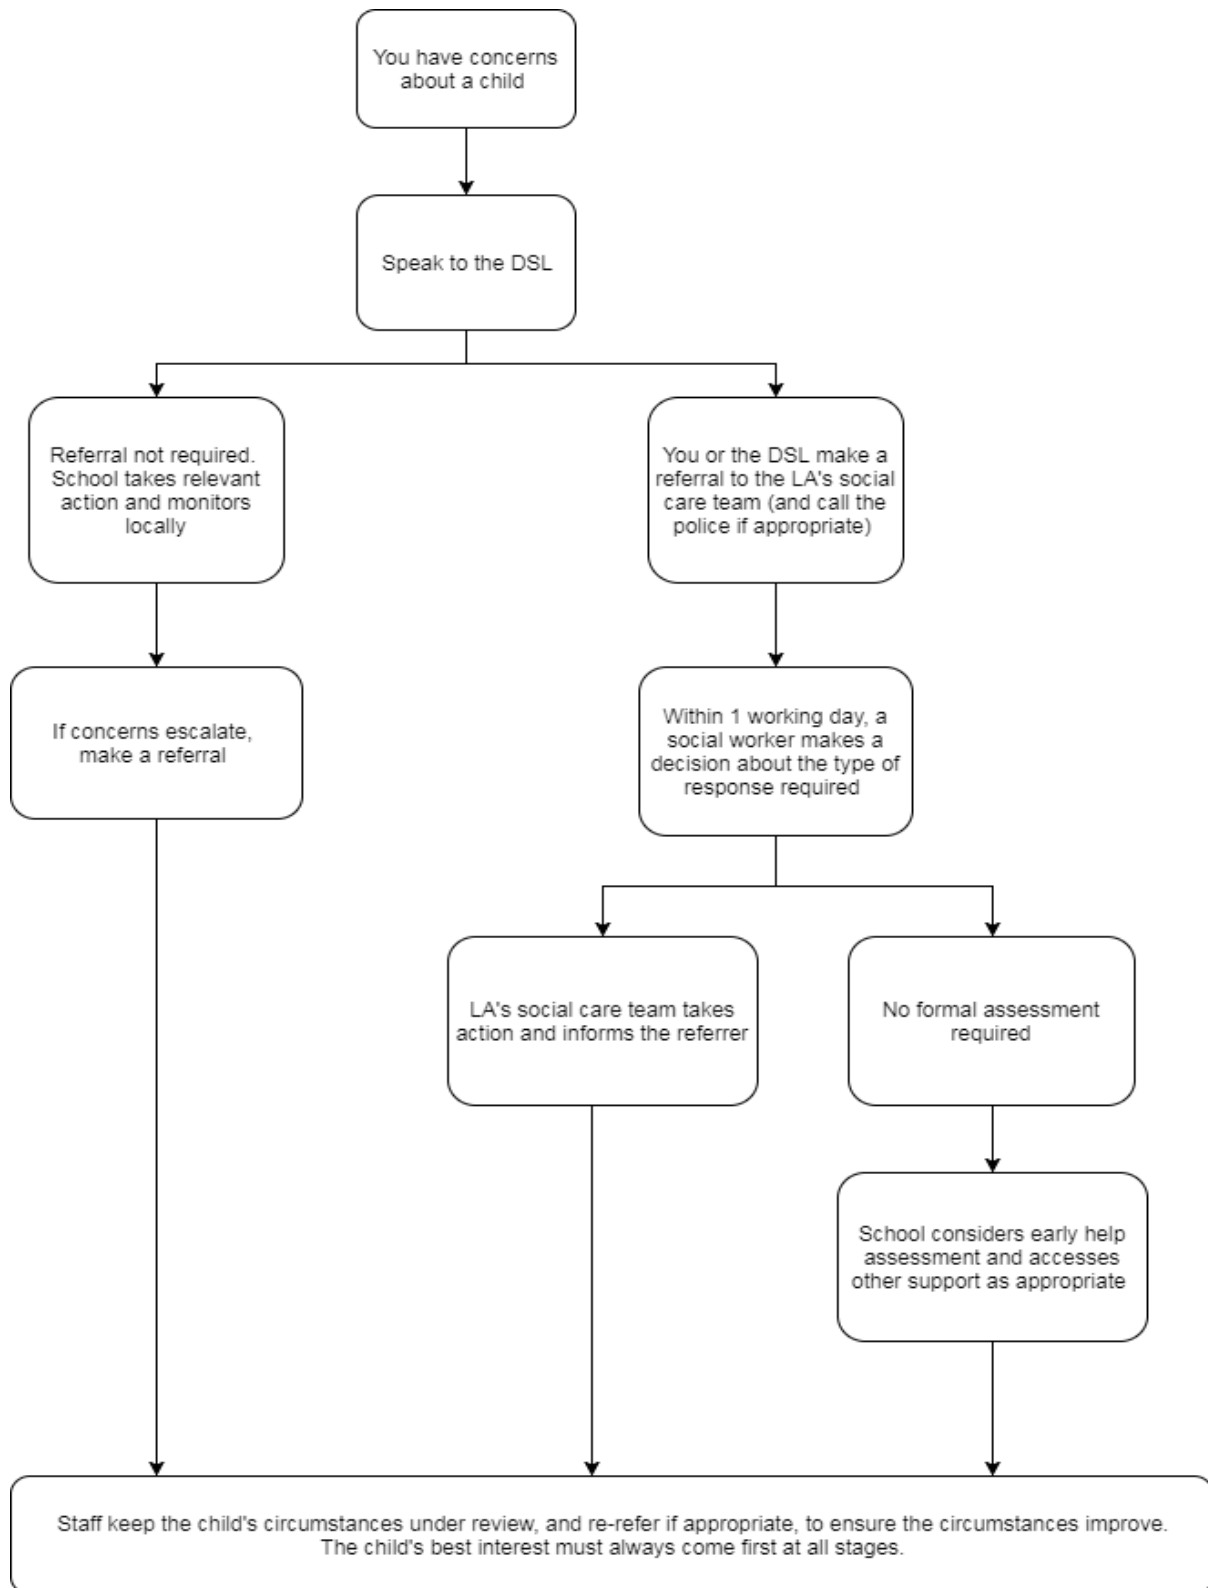 You have concerns
about a child
Speak to the DSL
Referral not required.
School takes relevant
action and monitors
locally
You or the DSL make a
referral to the LA's social
care team (and call the
police if appropriate)
If concerns escalate,
make a referral
Within 1 working day, a
social worker makes a
decision about the type of
response required
LA's social care team takes
action and informs the referrer
No formal assessment
required
School considers early help
assessment and accesses
other support as appropriate
Staff keep the child's circumstances under review, and re-refer if appropriate, to ensure the circumstances improve.
The child's best interest must always come first at all stages.